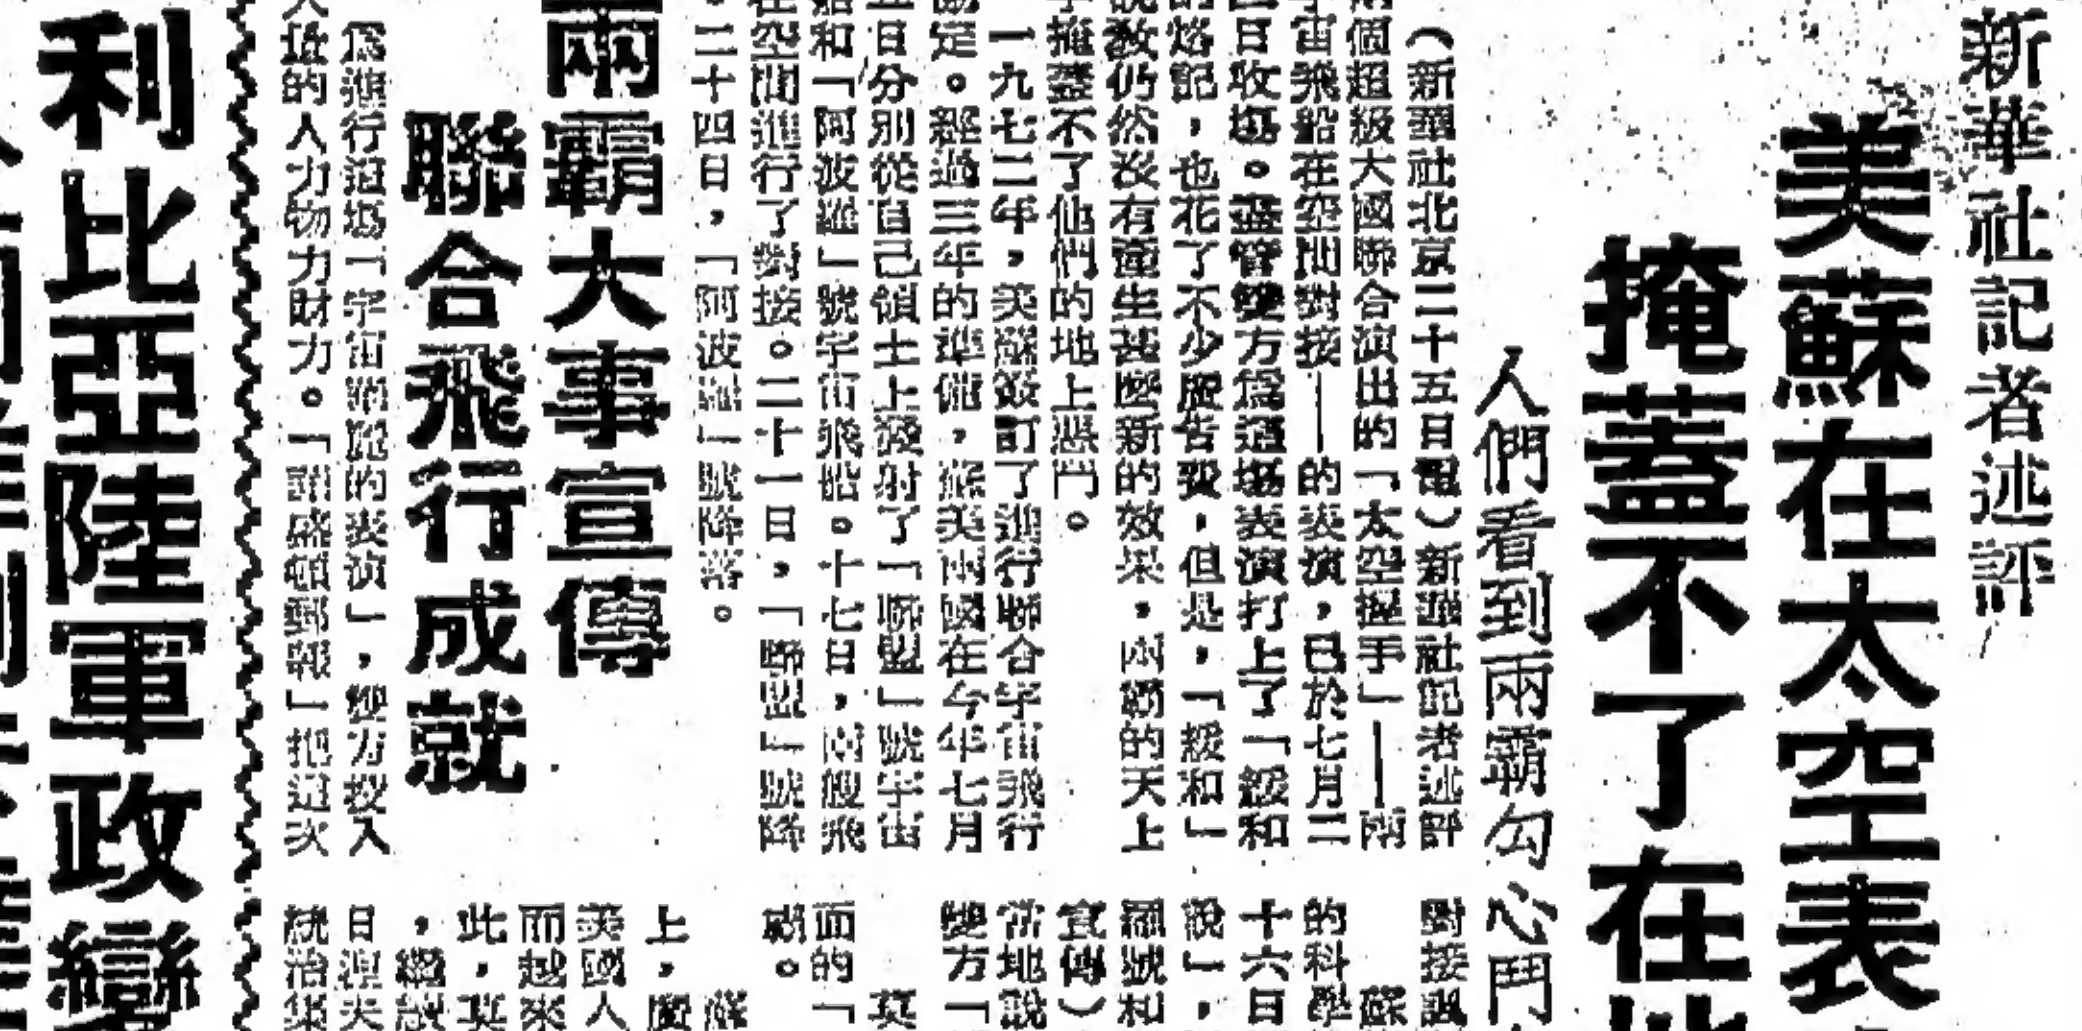 新華社記者述評
美蘇在太空表
掩蓋不了在地
人們看到兩霸勾心鬥
（新華社北京二十五日電）新華社記者述評
兩個超級大國聯合演出的「太空握手」——兩
宇宙飛船在空間對接——的表演，已於七月二
四日收場。儘管雙方爲這場表演打上了「緩和
的烙記，也花了不少廣告費，但是，「緩和」
說教仍然沒有產生甚麼新的效果，兩霸的天上
手掩蓋不了他們的地上惡鬥。
一九七二年，美蘇簽訂了進行聯合宇宙飛行
協定。經過三年的準備，蘇美兩國在今年七月
五日分別從自己領土上發射了「聯盟」號宇宙
船和「阿波羅」號宇宙飛船。十七日，兩艘飛
在空間進行了對接。二十一日，「聯盟」號降
。二十四日，「阿波羅」號降落。
兩霸大事宣傳
聯合飛行成就
爲進行這場「宇宙範圍的表演」，雙方投入
大批的人力物力財力。「華盛頓郵報」把這次
對接
蘇
的科學
十六日
說」，
宣傳）
常地說
雙方「
莫
面的「
霸。
蘇
上，
美國人
而越來
此，莫
日
統治集
利比亞陸軍政變